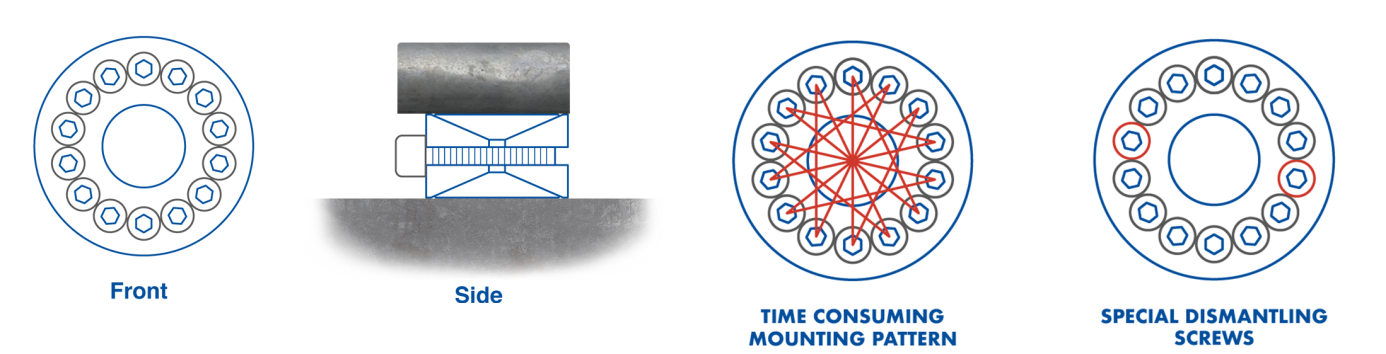 Front
Side
TIME CONSUMING
MOUNTING PATTERN
SPECIAL DISMANTLING
SCREWS